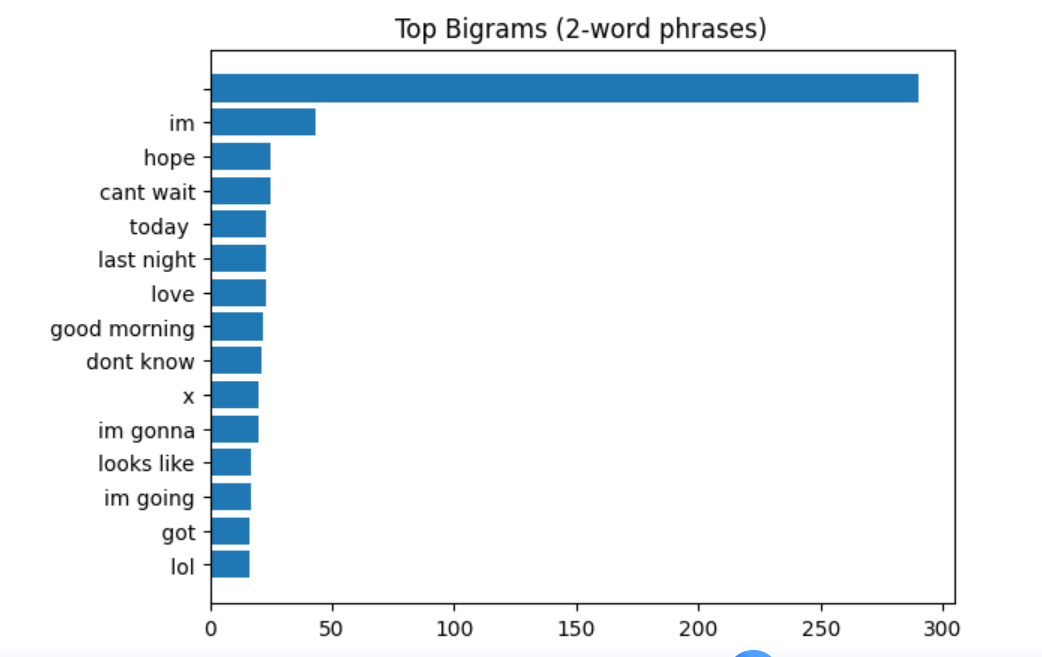 Top Bigrams (2-word phrases)
im
hope
cant wait
today
last night
love
good morning
dont know
x
im gonna
looks like
im going
got
lol
0 50 100 150 200 250 300